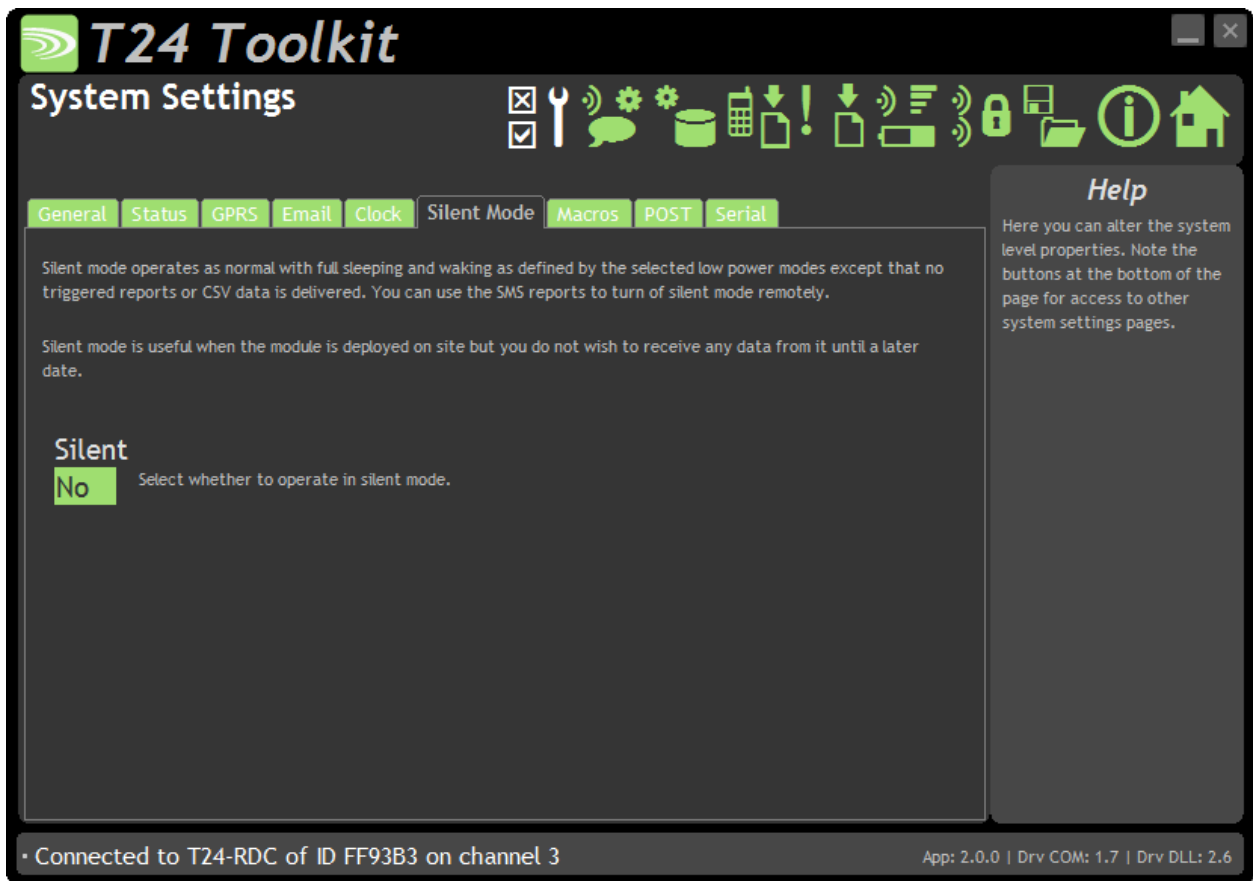 T24 Toolkit
System Settings
General Status GPRS Email Clock Silent Mode Macros POST Serial
Silent mode operates as normal with full sleeping and waking as defined by the selected low power modes except that no
triggered reports or CSV data is delivered. You can use the SMS reports to turn of silent mode remotely.
Silent mode is useful when the module is deployed on site but you do not wish to receive any data from it until a later
date.
Silent
No Select whether to operate in silent mode.
Help
Here you can alter the system
level properties. Note the
buttons at the bottom of the
page for access to other
system settings pages.
Connected to T24-RDC of ID FF93B3 on channel 3
App: 2.0.0 | Drv COM: 1.7 | Drv DLL: 2.6